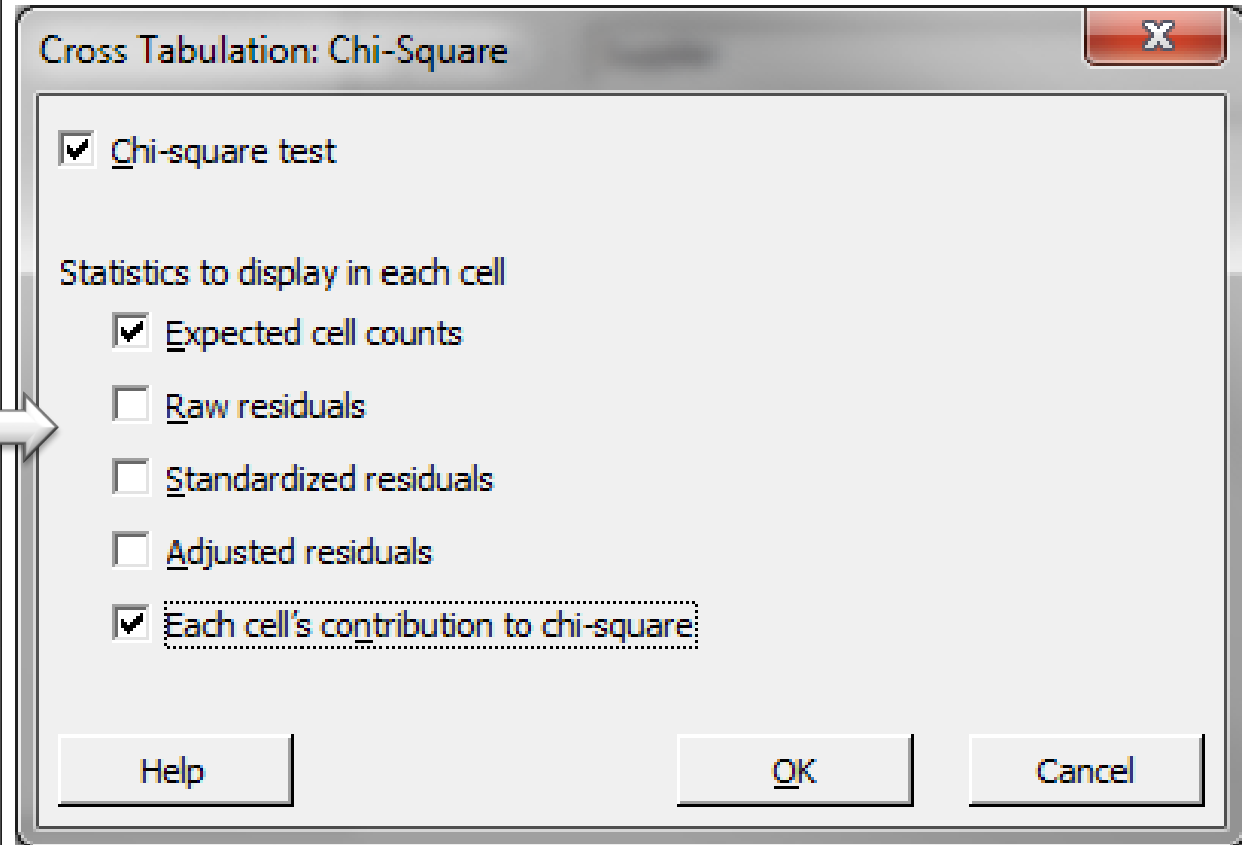 Cross Tabulation: Chi-Square
Chi-square test
Statistics to display in each cell
Expected cell counts
Raw residuals
Standardized residuals
Adjusted residuals
Each cell's contribution to chi-square
Help OK Cancel